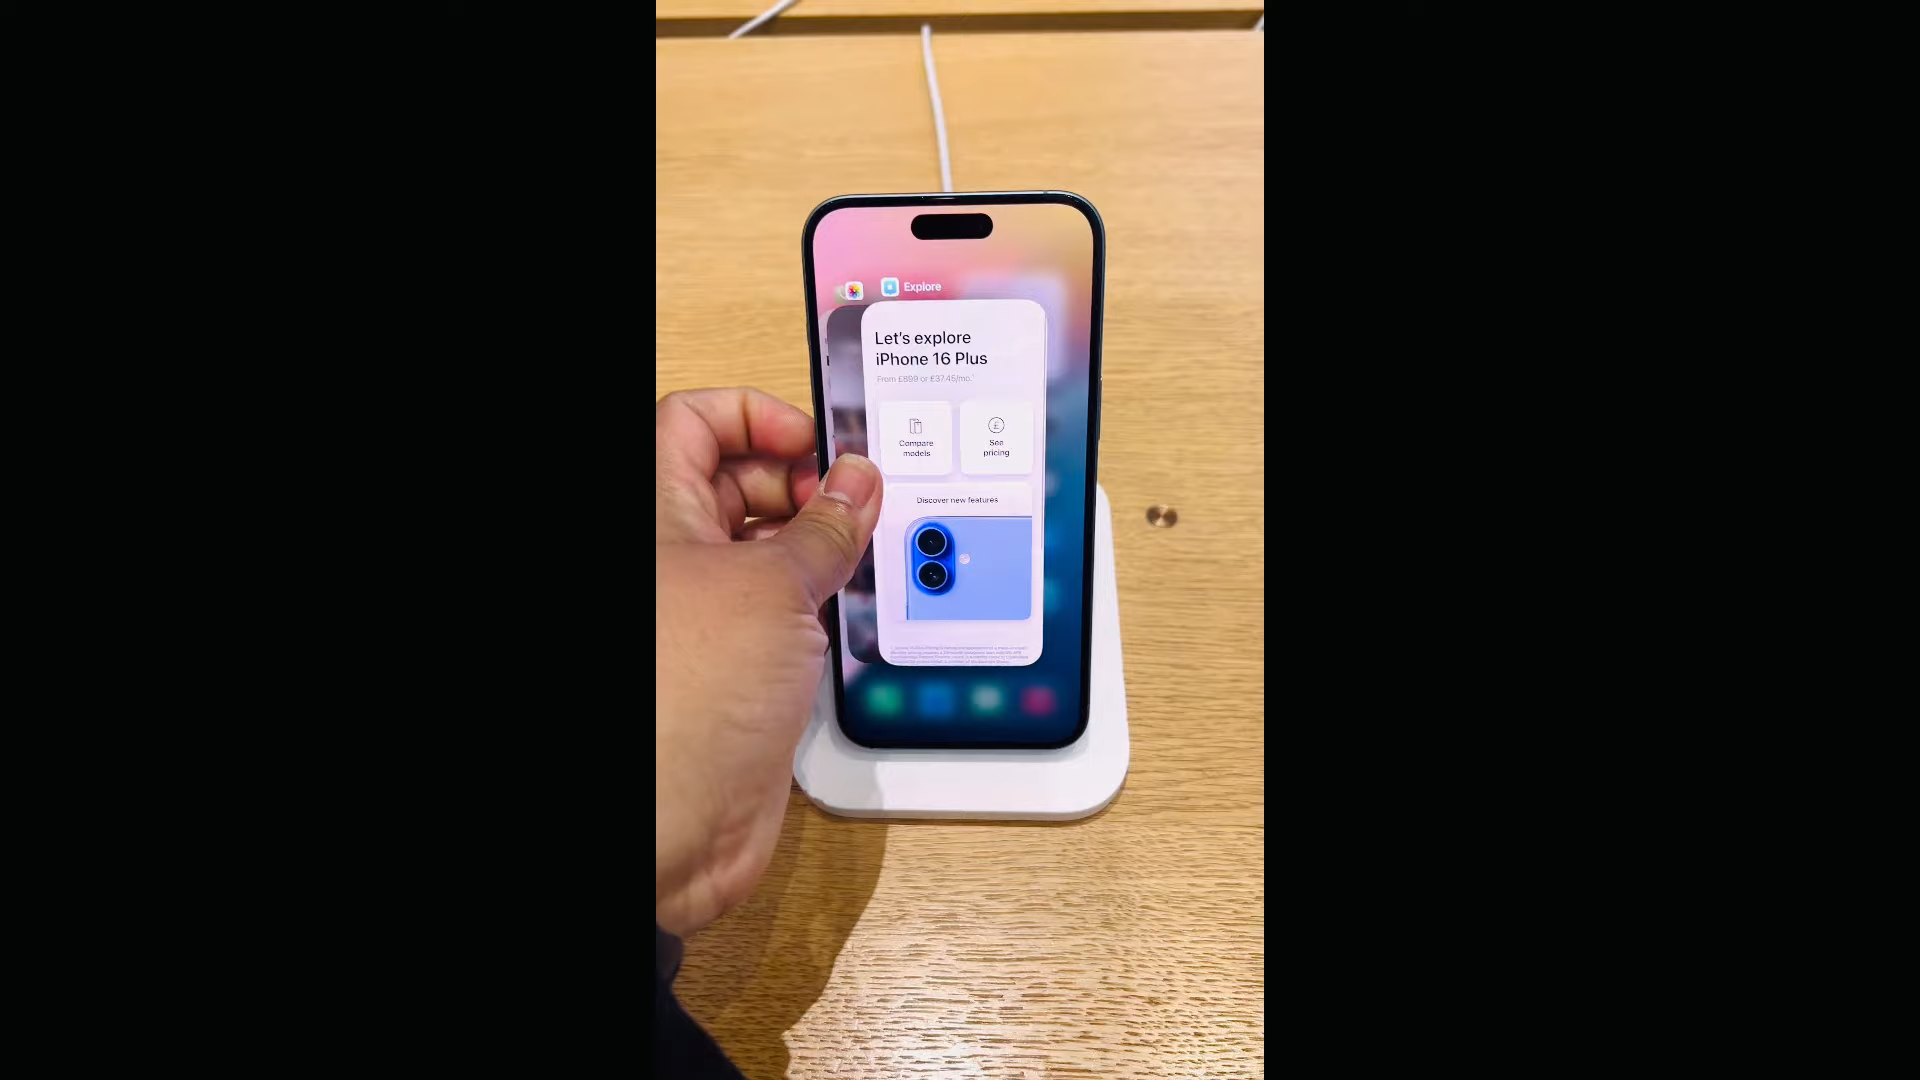 Explore
Let's explore
iPhone 16 Plus
From £899 or £37.45/mo.
Compare
models
See
pricing
Discover new features